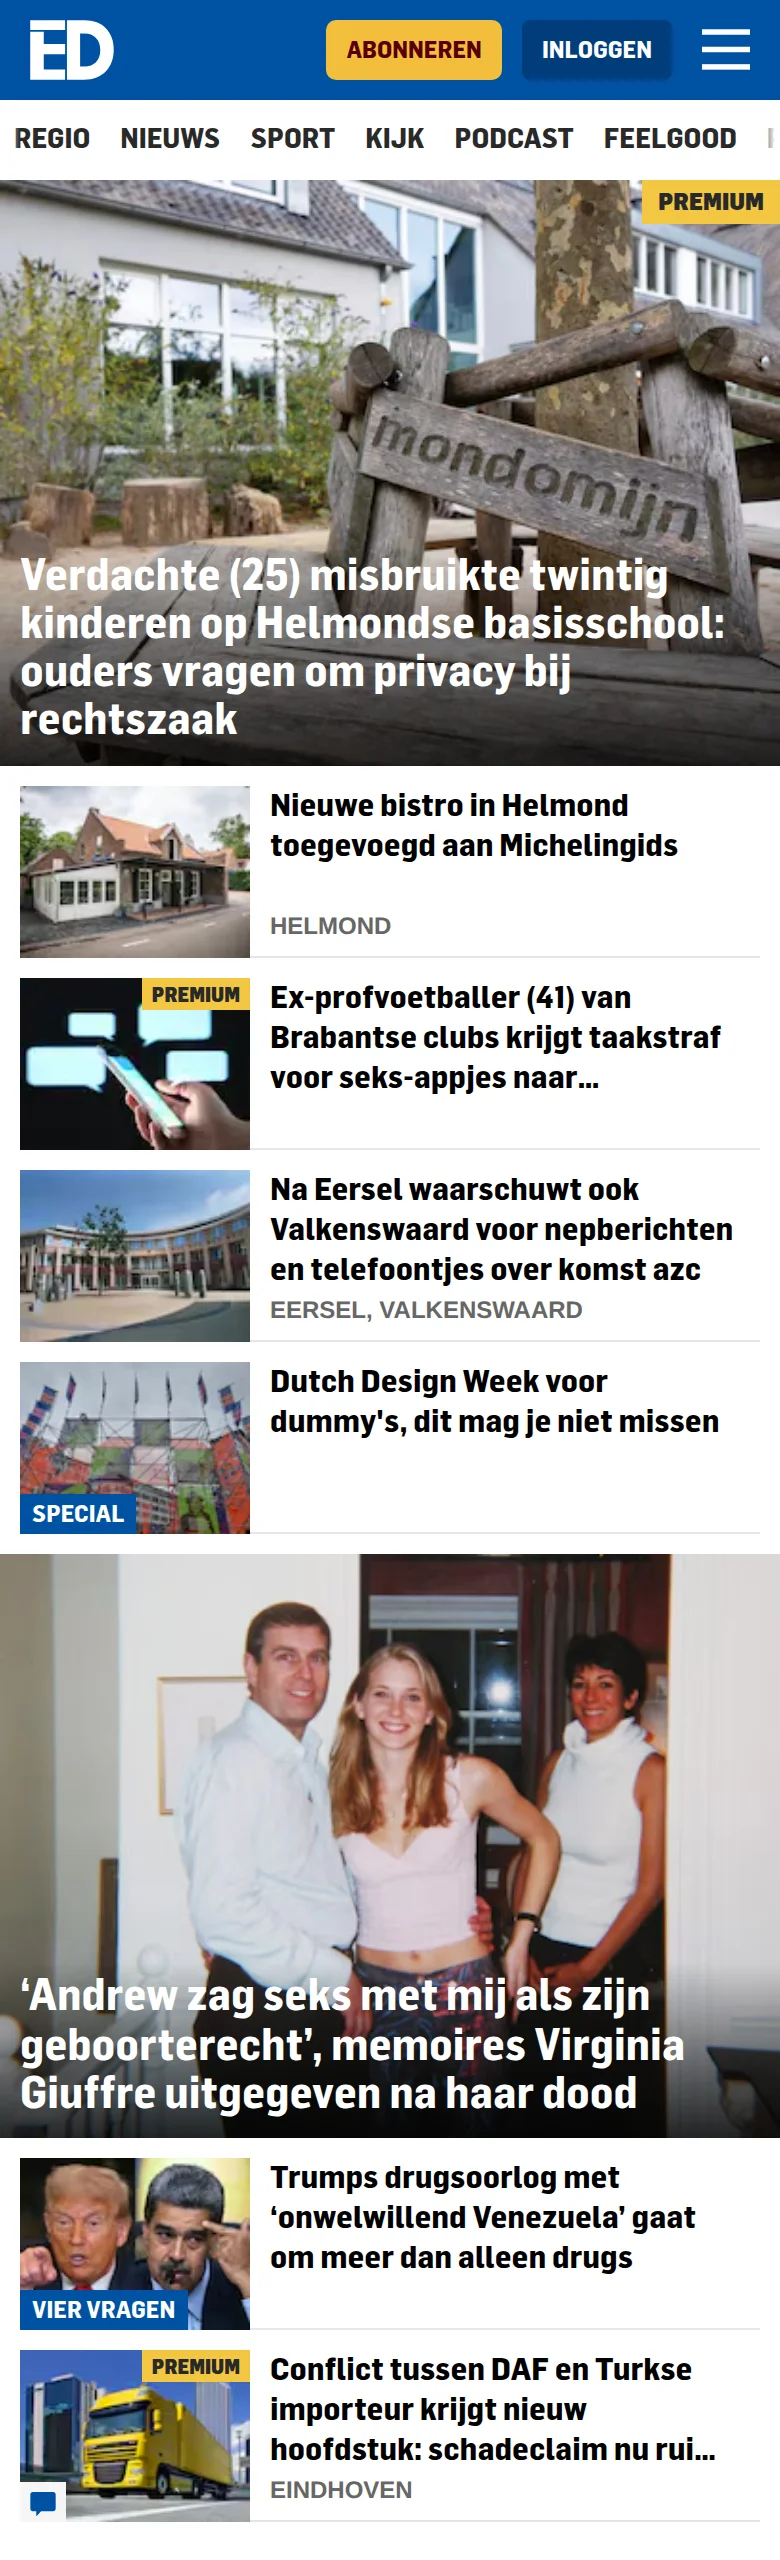 ED
ABONNEREN
INLOGGEN
REGIO NIEUWS SPORT KIJK PODCAST FEELGOOD
PREMIUM
mondomijn
Verdachte (25) misbruikte twintig
kinderen op Helmondse basisschool:
ouders vragen om privacy bij
rechtszaak
Nieuwe bistro in Helmond
toegevoegd aan Michelingids
HELMOND
PREMIUM
Ex-profvoetballer (41) van
Brabantse clubs krijgt taakstraf
voor seks-appjes naar...
Na Eersel waarschuwt ook
Valkenswaard voor nepberichten
en telefoontjes over komst azc
EERSEL, VALKENSWAARD
SPECIAL
Dutch Design Week voor
dummy's, dit mag je niet missen
‘Andrew zag seks met mij als zijn
geboorterecht’, memoires Virginia
Giuffre uitgegeven na haar dood
VIER VRAGEN
Trumps drugsoorlog met
‘onwelwillend Venezuela’ gaat
om meer dan alleen drugs
PREMIUM
Conflict tussen DAF en Turkse
importeur krijgt nieuw
hoofdstuk: schadeclaim nu rui...
EINDHOVEN